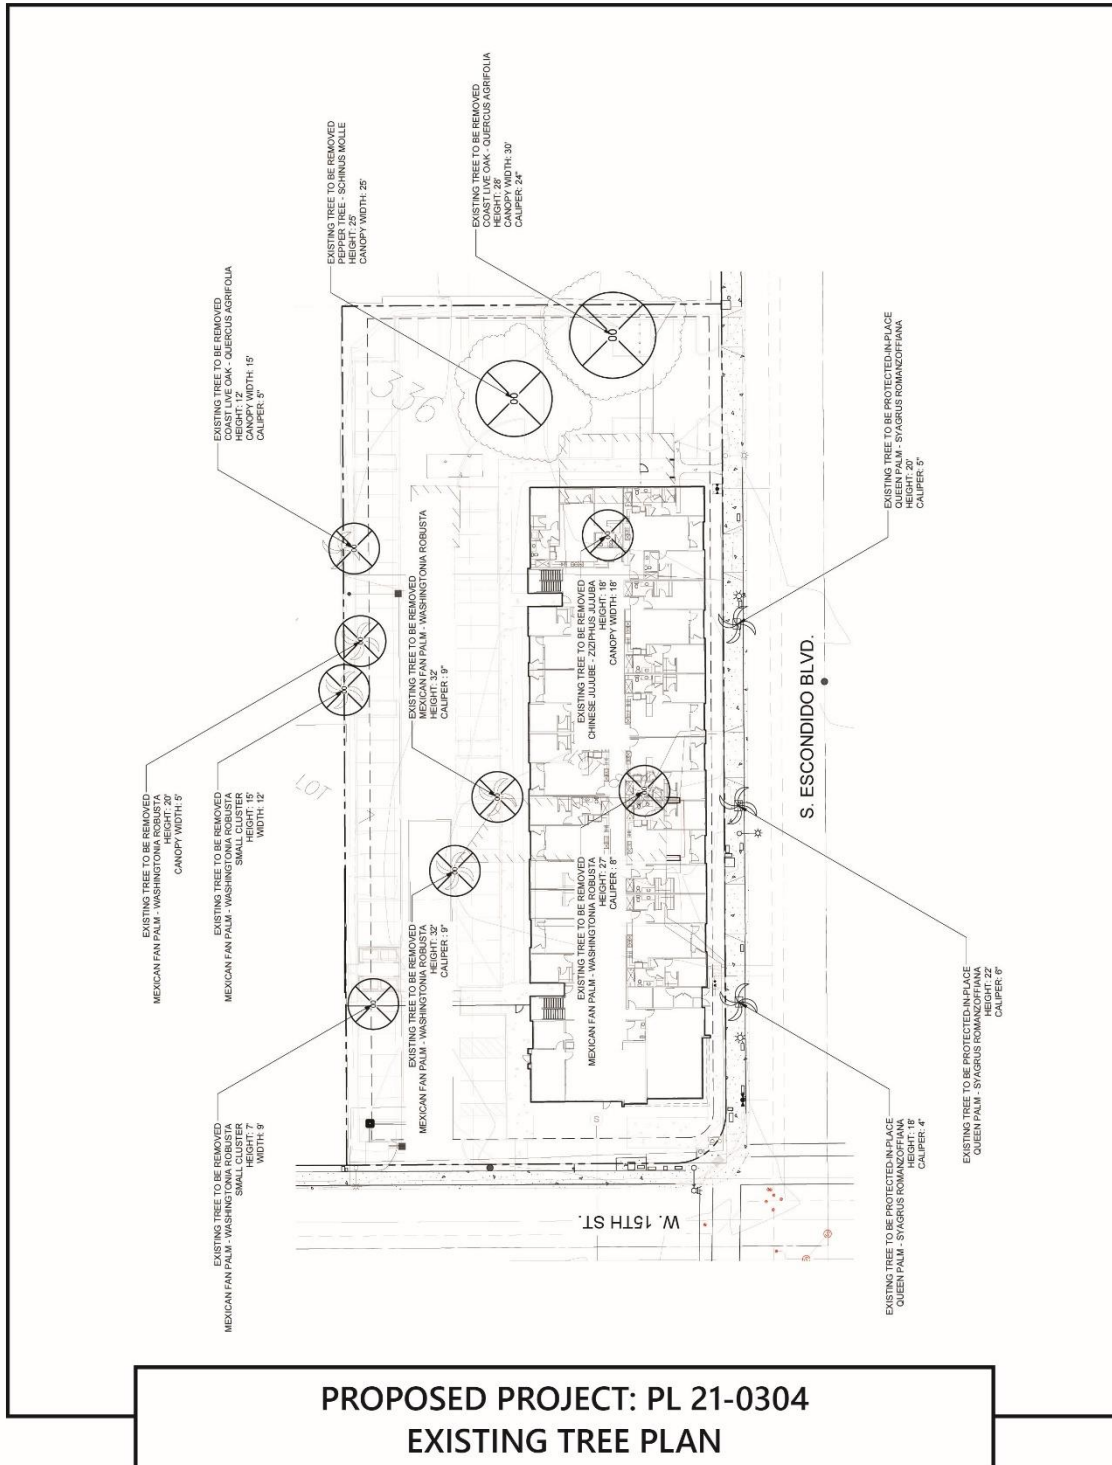 EXISTING TREE TO BE REMOVED
COAST LIVE OAK - QUERCUS AGRIFOLIA
HEIGHT: 28'
CANOPY WIDTH: 30'
CALIPER: 24"
EXISTING TREE TO BE REMOVED
PEPPER TREE - SCHINUS MOLLE
HEIGHT: 25'
CANOPY WIDTH: 25'
EXISTING TREE TO BE REMOVED
COAST LIVE OAK - QUERCUS AGRIFOLIA
HEIGHT: 12'
CANOPY WIDTH: 15'
CALIPER: 5"
336
EXISTING TREE TO BE REMOVED
MEXICAN FAN PALM - WASHINGTONIA ROBUSTA
HEIGHT: 32'
CALIPER : 9"
EXISTING TREE TO BE REMOVED
CHINESE JUJUBE - ZIZIPHUS JUJUBA
HEIGHT: 18'
CANOPY WIDTH: 18'
EXISTING TREE TO BE PROTECTED-IN-PLACE
QUEEN PALM - SYAGRUS ROMANZOFFIANA
HEIGHT: 20'
CALIPER: 5"
S. ESCONDIDO BLVD.
LOT
EXISTING TREE TO BE REMOVED
MEXICAN FAN PALM - WASHINGTONIA ROBUSTA
HEIGHT: 20'
CANOPY WIDTH: 5'
EXISTING TREE TO BE REMOVED
MEXICAN FAN PALM - WASHINGTONIA ROBUSTA
SMALL CLUSTER
HEIGHT: 15'
WIDTH: 12'
EXISTING TREE TO BE REMOVED
MEXICAN FAN PALM - WASHINGTONIA ROBUSTA
HEIGHT: 32'
CALIPER : 9"
EXISTING TREE TO BE REMOVED
MEXICAN FAN PALM - WASHINGTONIA ROBUSTA
HEIGHT: 27'
CALIPER : 8"
EXISTING TREE TO BE PROTECTED-IN-PLACE
QUEEN PALM - SYAGRUS ROMANZOFFIANA
HEIGHT: 22'
CALIPER: 6"
EXISTING TREE TO BE REMOVED
MEXICAN FAN PALM - WASHINGTONIA ROBUSTA
SMALL CLUSTER
HEIGHT: 7'
WIDTH: 9'
EXISTING TREE TO BE PROTECTED-IN-PLACE
QUEEN PALM - SYAGRUS ROMANZOFFIANA
HEIGHT: 18'
CALIPER: 4"
S
W. 15TH ST.
PROPOSED PROJECT: PL 21-0304
EXISTING TREE PLAN